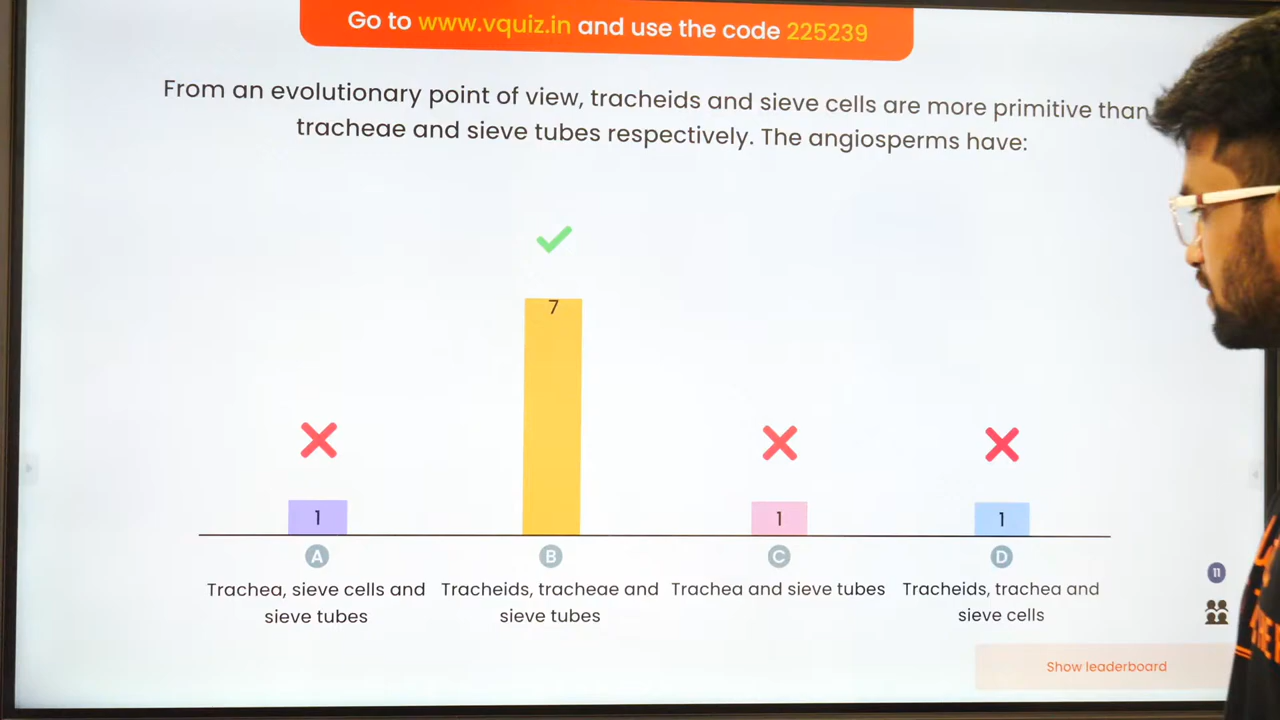 Go to www.vquiz.in and use the code 225239
From an evolutionary point of view, tracheids and sieve cells are more primitive than
tracheae and sieve tubes respectively. The angiosperms have:
7
1
1
1
A
B
C
D
Trachea, sieve cells and
sieve tubes
Tracheids, tracheae and
sieve tubes
Trachea and sieve tubes
Tracheids, trachea and
sieve cells
11
Show leaderboard